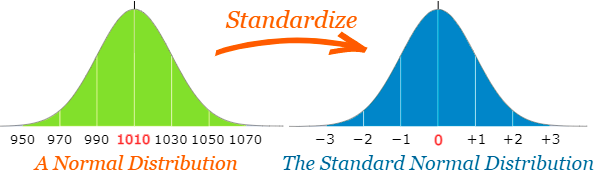 Standardize
950 970 990 1010 1030 1050 1070
−3 −2 −1 0 +1 +2 +3
A Normal Distribution
The Standard Normal Distribution